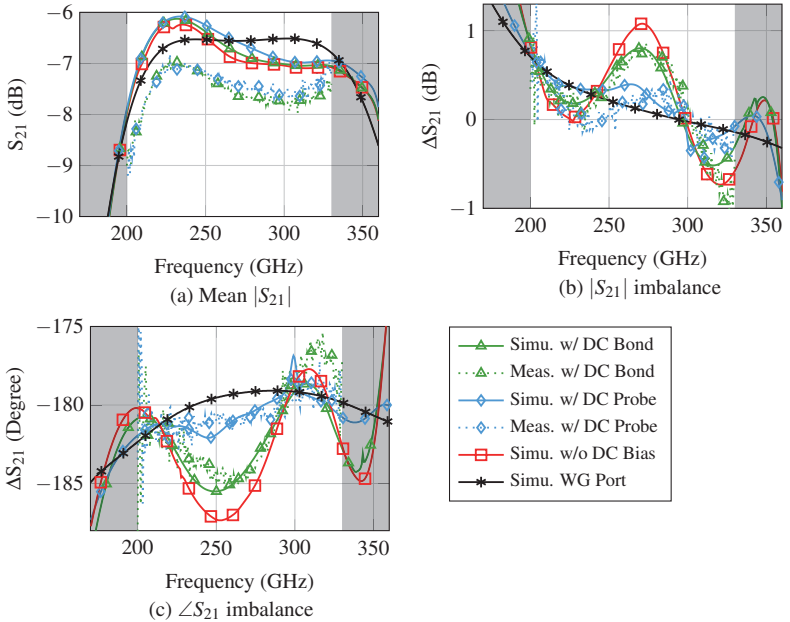 −5
−6
−7
−8
−9
−10
S21 (dB)
200 250 300 350
Frequency (GHz)
(a) Mean |S21|
1
0
−1
ΔS21 (dB)
200 250 300 350
Frequency (GHz)
(b) |S21| imbalance
−175
−180
−185
ΔS21 (Degree)
200 250 300 350
Frequency (GHz)
(c) ∠S21 imbalance
Simu. w/ DC Bond
Meas. w/ DC Bond
Simu. w/ DC Probe
Meas. w/ DC Probe
Simu. w/o DC Bias
Simu. WG Port